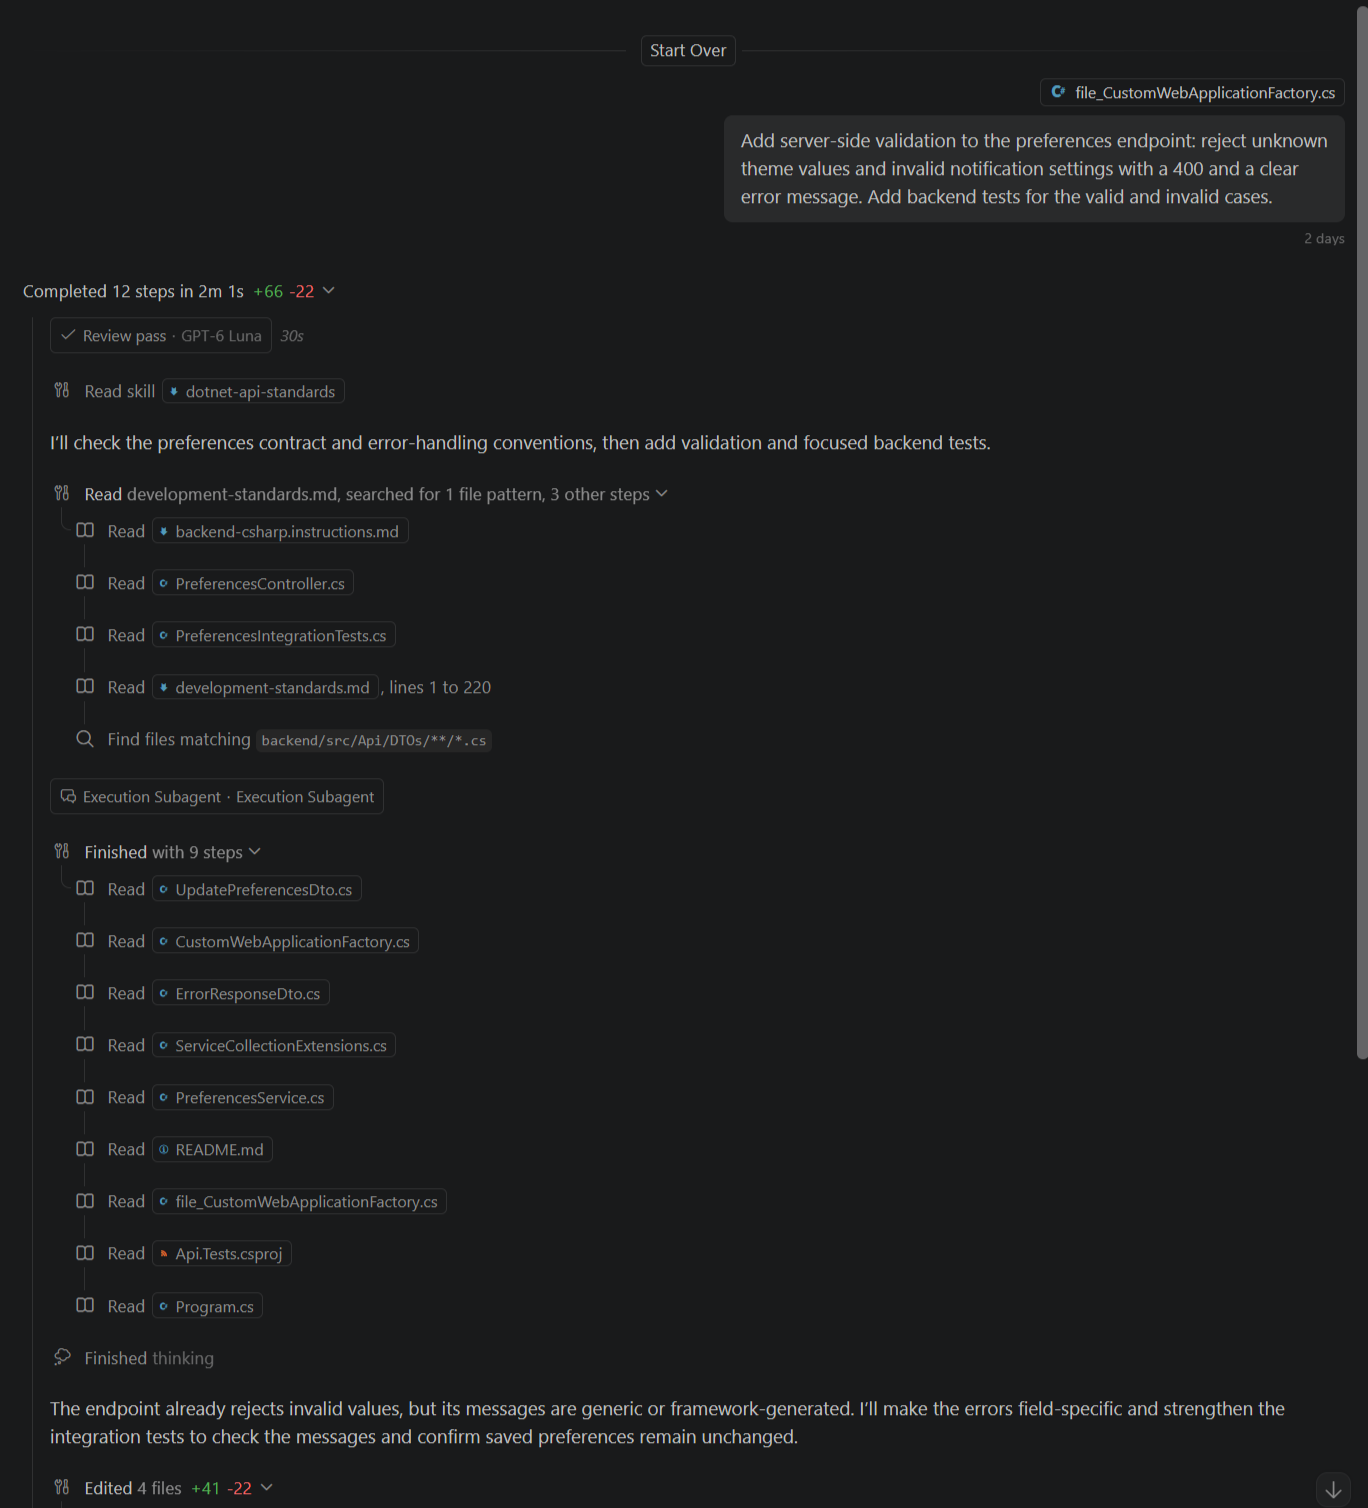 Start Over
file_CustomWebApplicationFactory.cs
Add server-side validation to the preferences endpoint: reject unknown
theme values and invalid notification settings with a 400 and a clear
error message. Add backend tests for the valid and invalid cases.
2 days
Completed 12 steps in 2m 1s +66 -22
Review pass · GPT-6 Luna 30s
Read skill dotnet-api-standards
I'll check the preferences contract and error-handling conventions, then add validation and focused backend tests.
Read development-standards.md, searched for 1 file pattern, 3 other steps
Read backend-csharp.instructions.md
Read PreferencesController.cs
Read PreferencesIntegrationTests.cs
Read development-standards.md, lines 1 to 220
Find files matching backend/src/Api/DTOs/**/*.cs
Execution Subagent · Execution Subagent
Finished with 9 steps
Read UpdatePreferencesDto.cs
Read CustomWebApplicationFactory.cs
Read ErrorResponseDto.cs
Read ServiceCollectionExtensions.cs
Read PreferencesService.cs
Read README.md
Read file_CustomWebApplicationFactory.cs
Read Api.Tests.csproj
Read Program.cs
Finished thinking
The endpoint already rejects invalid values, but its messages are generic or framework-generated. I'll make the errors field-specific and strengthen the
integration tests to check the messages and confirm saved preferences remain unchanged.
Edited 4 files +41 -22